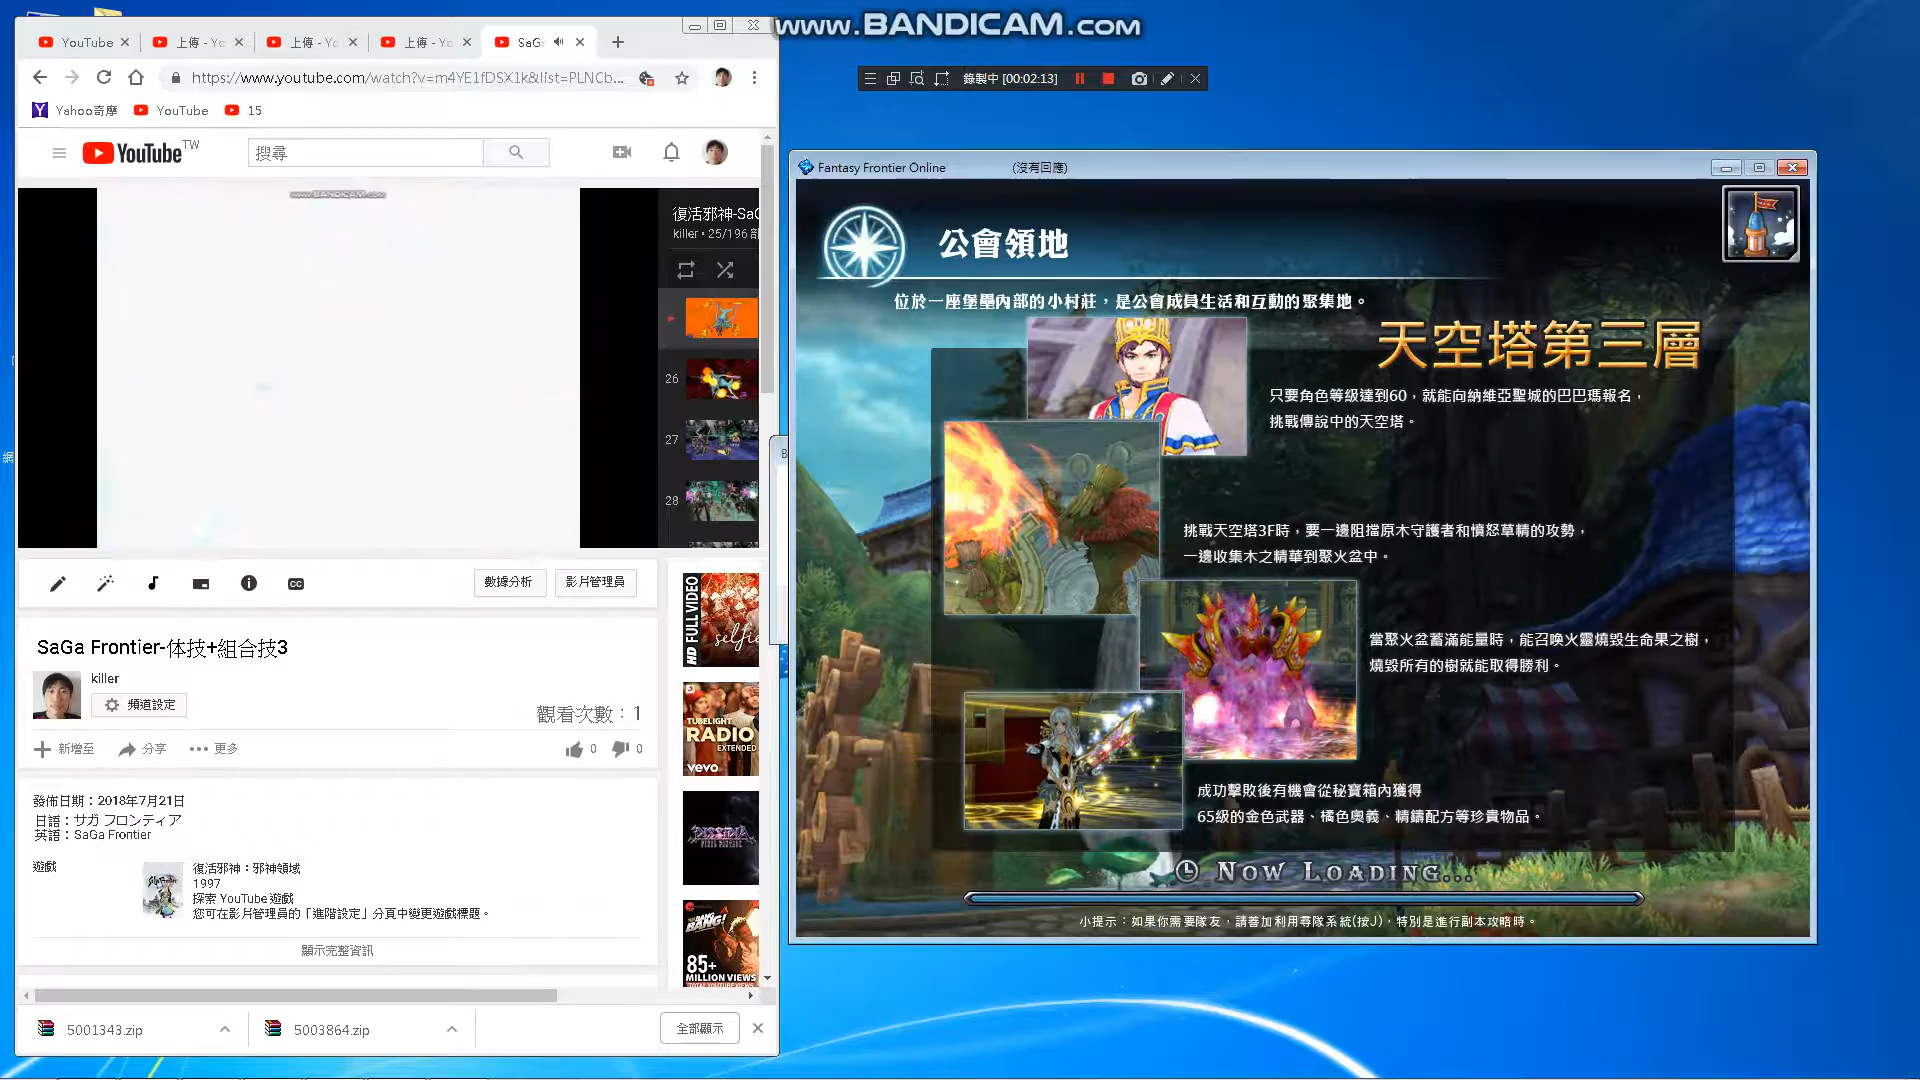 www.BANDICAM.com
YouTube
上傳 - Yc
上傳 - Yc
上傳 - Yo
SaGa
https://www.youtube.com/watch?v=m4YE1fDSX1k&list=PLNCb...
錄製中 [00:02:13]
Yahoo奇摩
YouTube
15
YouTube TW
搜尋
www.BANDICAM.com
復活邪神-SaG
killer • 25/196 部
26
27
28
數據分析
影片管理員
SaGa Frontier-体技+組合技3
killer
頻道設定
觀看次數：1
新增至
分享
更多
0
0
發佈日期：2018年7月21日
日語：サガ フロンティア
英語：SaGa Frontier
遊戲
復活邪神：邪神領域
1997
探索 YouTube 遊戲
您可在影片管理員的「進階設定」分頁中變更遊戲標題。
顯示完整資訊
HD FULL VIDEO
selfie
TUBELIGHT
RADIO
EXTENDED
vevo
DISSIDIA
FINAL FANTASY
BANG BANG!
85+
MILLION VIEWS
5001343.zip
5003864.zip
全部顯示
Fantasy Frontier Online
(沒有回應)
公會領地
位於一座堡壘內部的小村莊，是公會成員生活和互動的聚集地。
天空塔第三層
只要角色等級達到60，就能向納維亞聖城的巴巴瑪報名，
挑戰傳說中的天空塔。
挑戰天空塔3F時，要一邊阻擋原木守護者和憤怒草精的攻勢，
一邊收集木之精華到聚火盆中。
當聚火盆蓄滿能量時，能召喚火靈燒毀生命果之樹，
燒毀所有的樹就能取得勝利。
成功擊敗後有機會從秘寶箱內獲得
65級的金色武器、橘色奧義、精鑄配方等珍貴物品。
NOW LOADING...
小提示：如果你需要隊友，請善加利用尋隊系統(按J)，特別是進行副本攻略時。